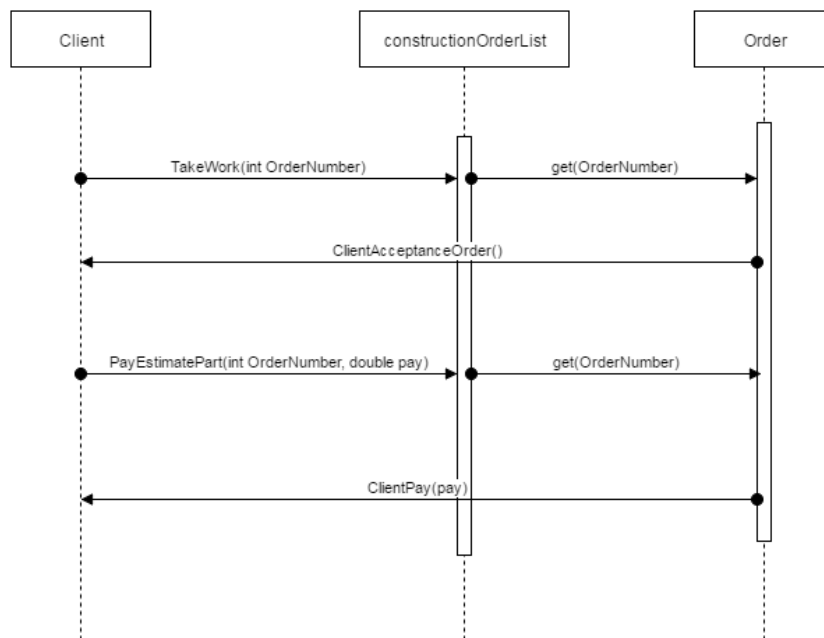 Client
constructionOrderList
Order
TakeWork(int OrderNumber)
get(OrderNumber)
ClientAcceptanceOrder()
PayEstimatePart(int OrderNumber, double pay)
get(OrderNumber)
ClientPay(pay)